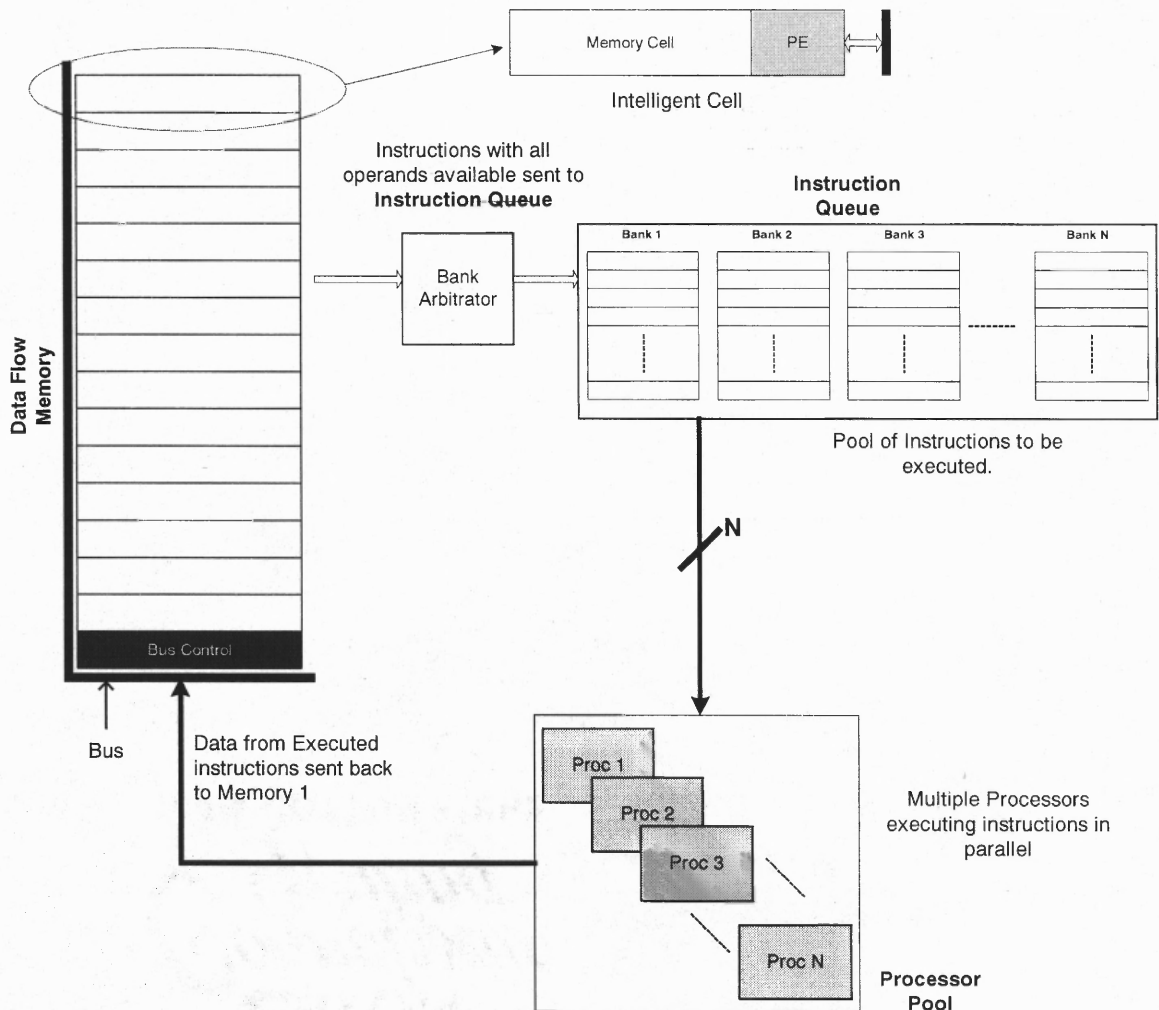 Memory Cell
PE
Intelligent Cell
Instructions with all
operands available sent to
Instruction Queue
Instruction
Queue
Bank 1
Bank 2
Bank 3
Bank N
Bank
Arbitrator
Data Flow
Memory
Pool of Instructions to be
executed.
N
Bus Control
Bus
Data from Executed
instructions sent back
to Memory 1
Proc 1
Proc 2
Proc 3
Proc N
Multiple Processors
executing instructions in
parallel
Processor
Pool